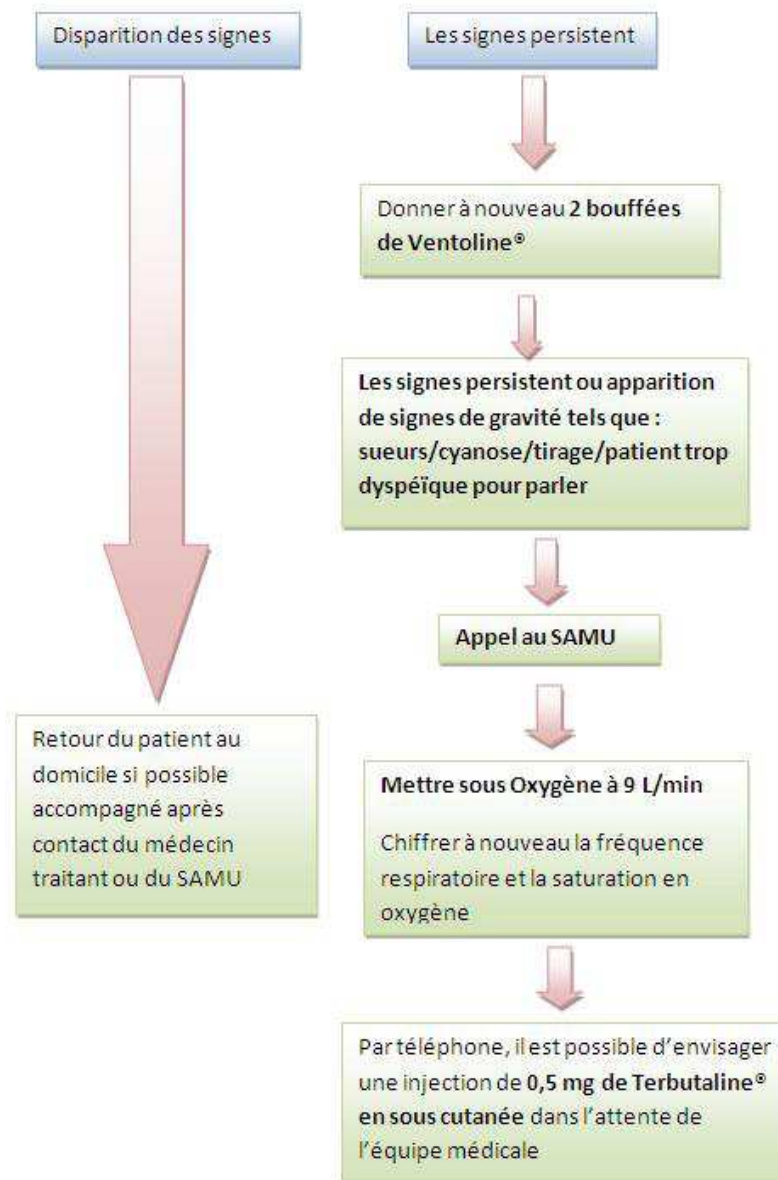 Disparition des signes
Retour du patient au
domicile si possible
accompagné après
contact du médecin
traitant ou du SAMU
Les signes persistent
Donner à nouveau 2 bouffées
de Ventoline®
Les signes persistent ou apparition
de signes de gravité tels que :
sueurs/cyanose/tirage/patient trop
dyspéïque pour parler
Appel au SAMU
Mettre sous Oxygène à 9 L/min
Chiffrer à nouveau la fréquence
respiratoire et la saturation en
oxygène
Par téléphone, il est possible d'envisager
une injection de 0,5 mg de Terbutaline®
en sous cutanée dans l'attente de
l'équipe médicale